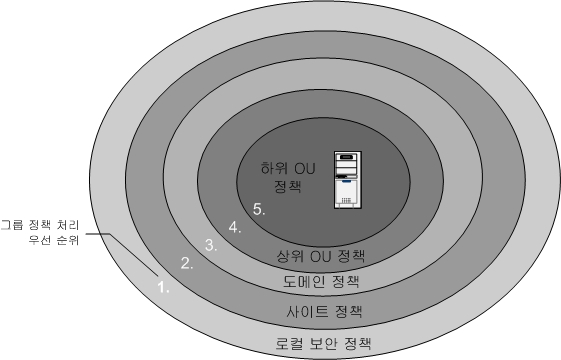 하위 OU
정책
5.
4.
상위 OU 정책
3.
도메인 정책
2.
사이트 정책
1.
로컬 보안 정책
그룹 정책 처리
우선 순위